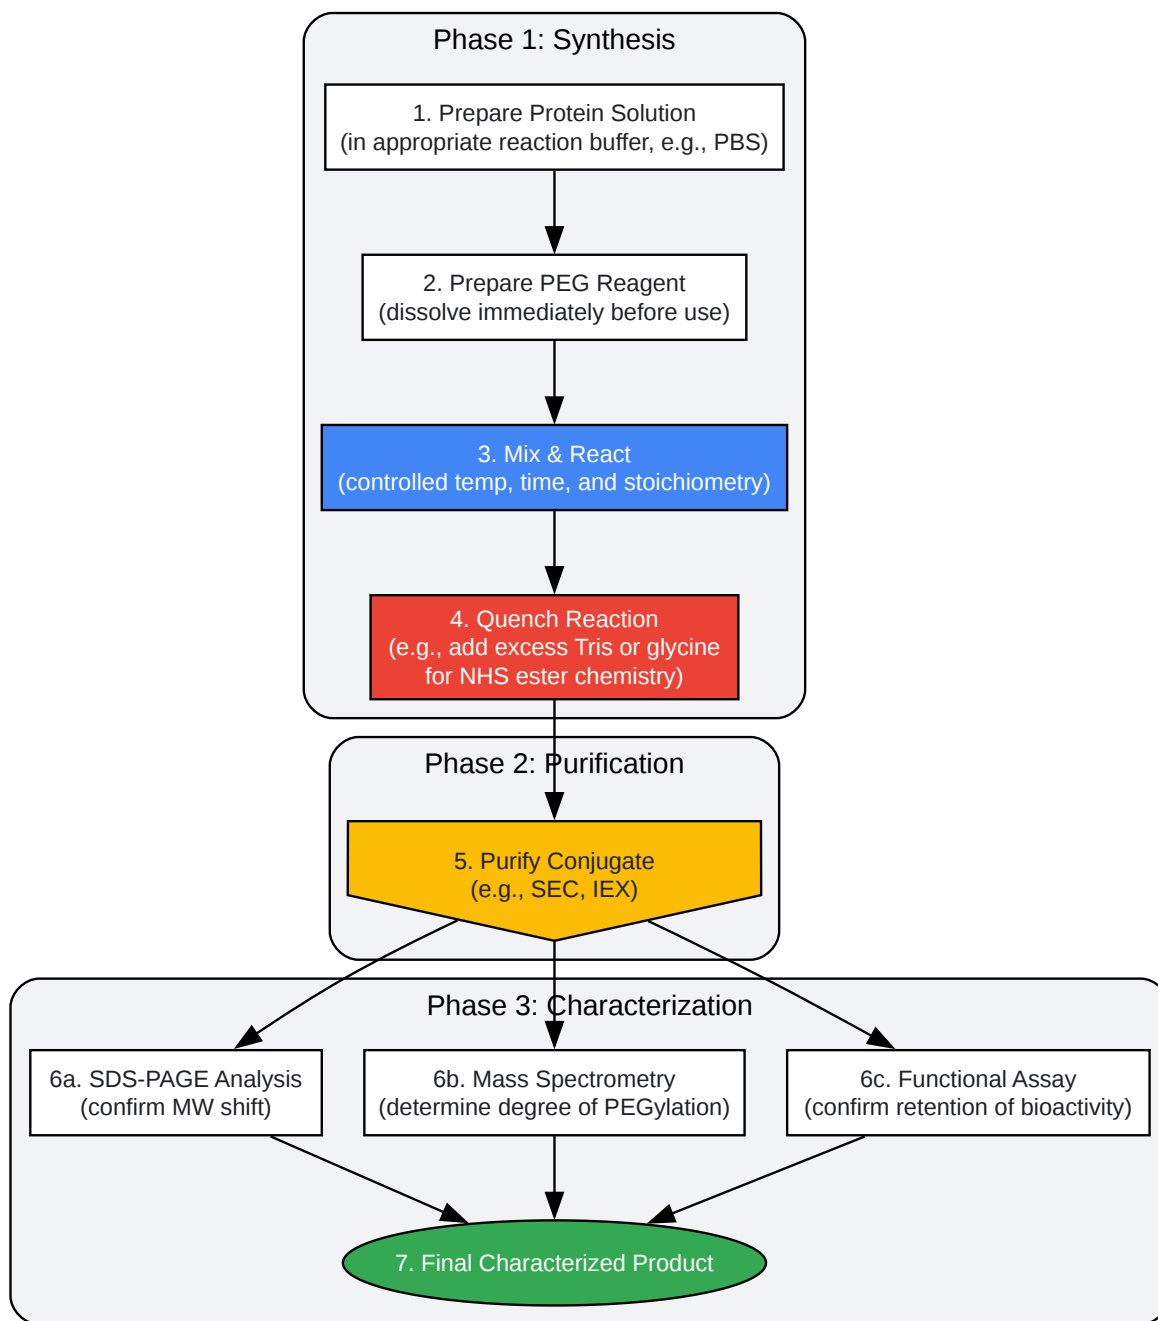 Phase 1: Synthesis
1. Prepare Protein Solution
(in appropriate reaction buffer, e.g., PBS)
2. Prepare PEG Reagent
(dissolve immediately before use)
3. Mix & React
(controlled temp, time, and stoichiometry)
4. Quench Reaction
(e.g., add excess Tris or glycine
for NHS ester chemistry)
Phase 2: Purification
5. Purify Conjugate
(e.g., SEC, IEX)
Phase 3: Characterization
6a. SDS-PAGE Analysis
(confirm MW shift)
6b. Mass Spectrometry
(determine degree of PEGylation)
6c. Functional Assay
(confirm retention of bioactivity)
7. Final Characterized Product